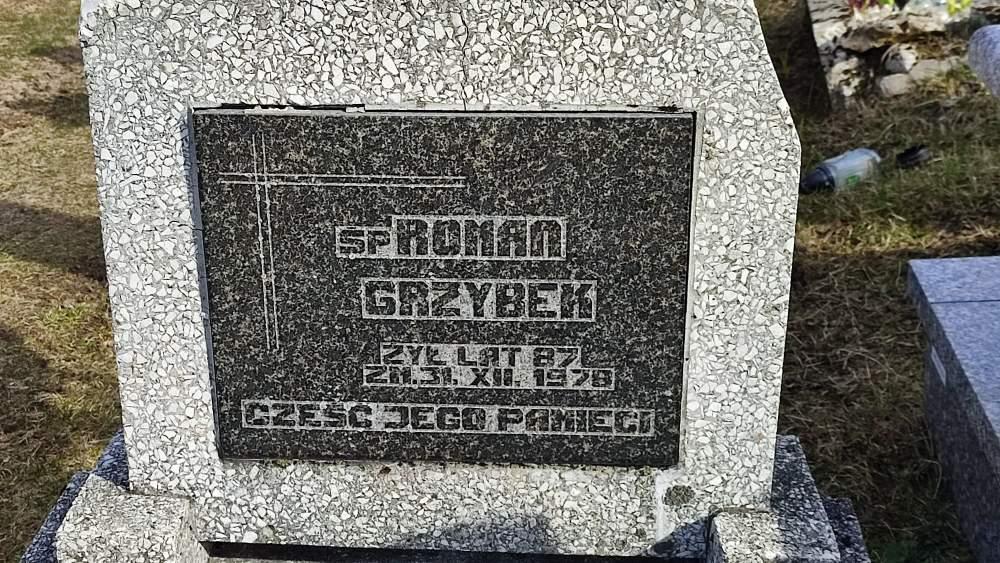 ŚP ROMAN
GRZYBEK
ŻYŁ LAT 87
ZM. 31. XII. 1978
CZEŚĆ JEGO PAMIĘCI